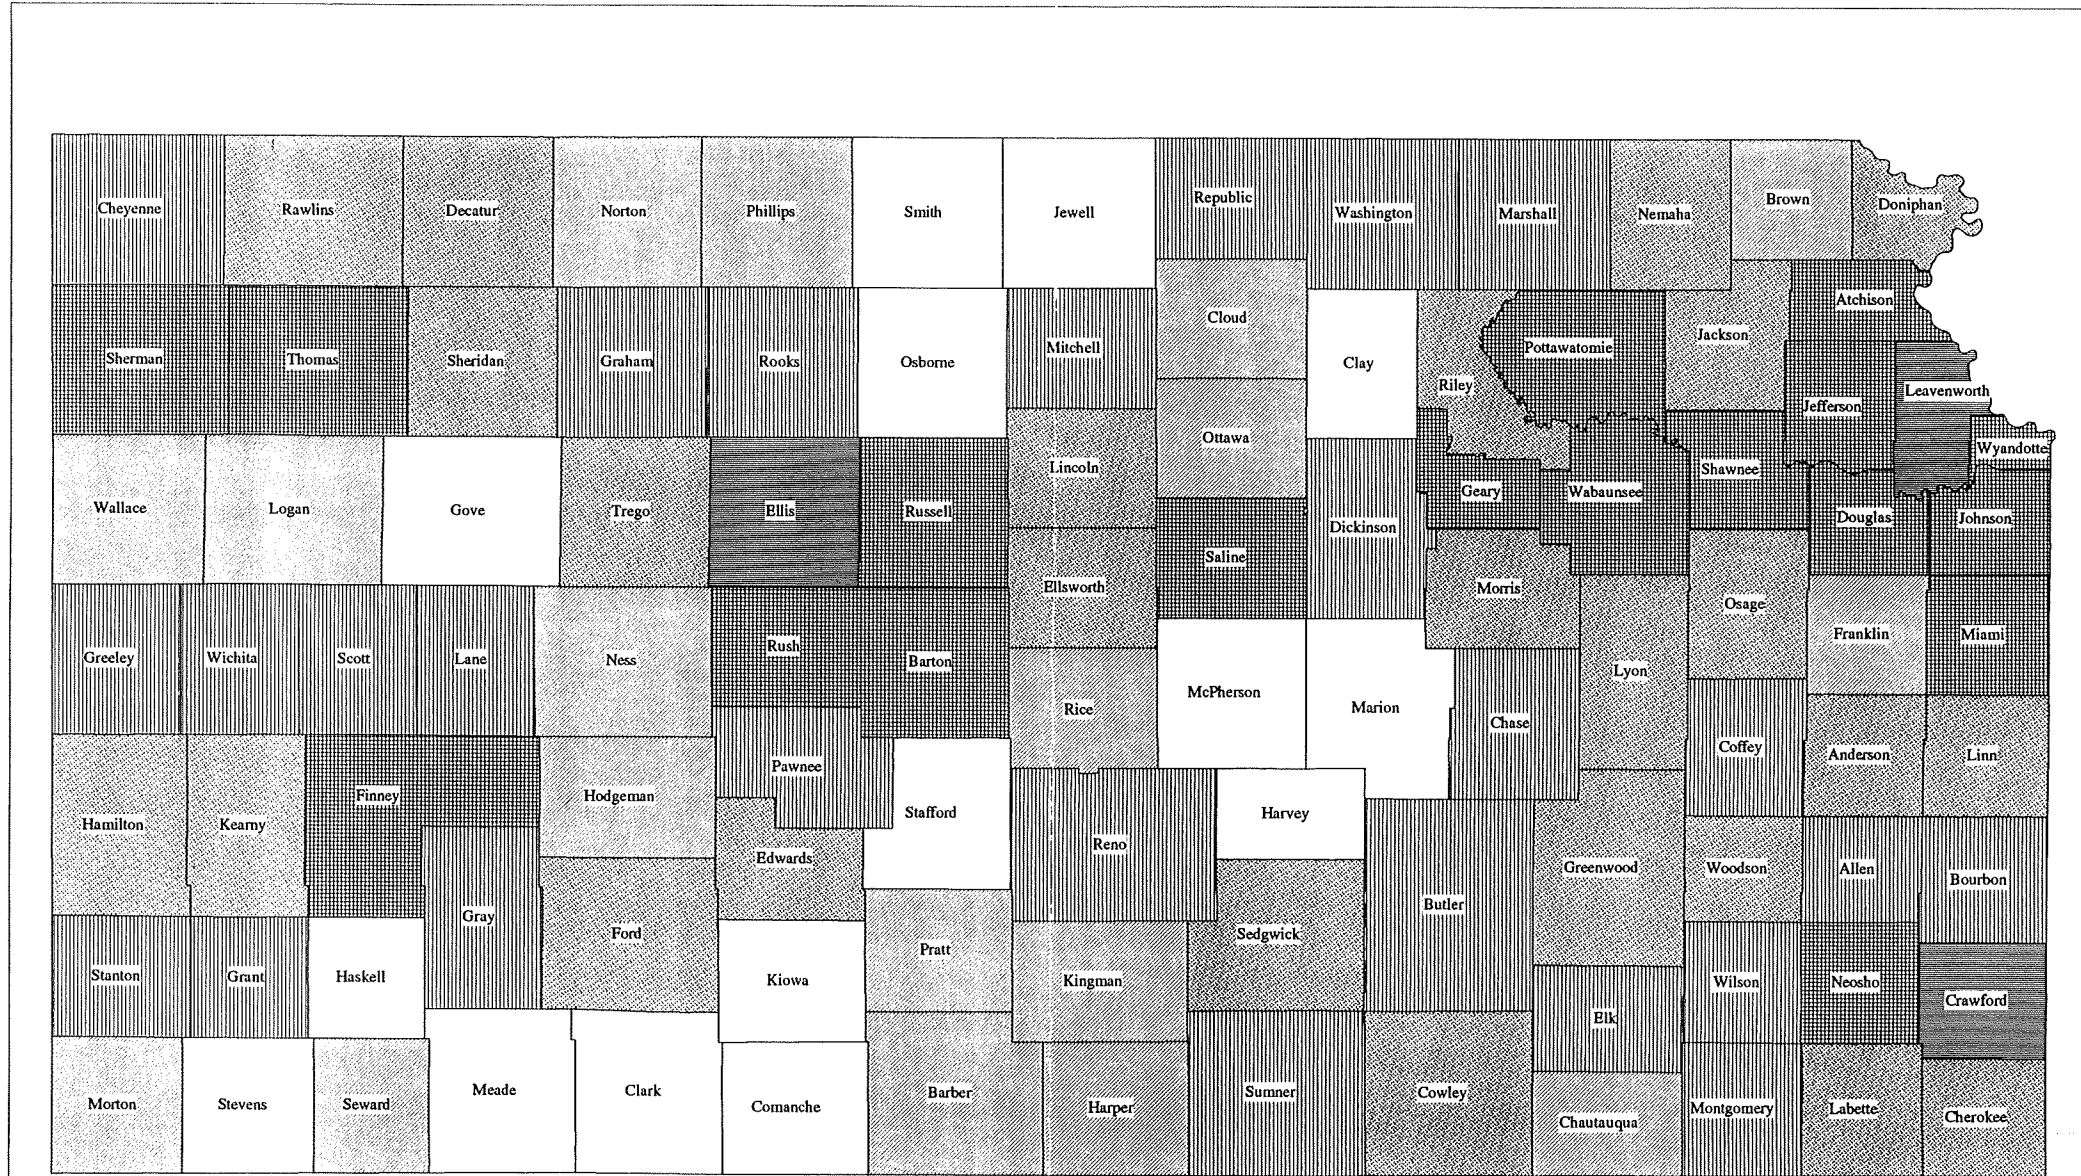 Cheyenne
Rawlins
Decatur
Norton
Phillips
Smith
Jewell
Republic
Washington
Marshall
Nemaha
Brown
Doniphan
Sherman
Thomas
Sheridan
Graham
Rooks
Osborne
Mitchell
Cloud
Clay
Riley
Pottawatomie
Jackson
Atchison
Jefferson
Leavenworth
Wyandotte
Wallace
Logan
Gove
Trego
Ellis
Russell
Lincoln
Ottawa
Saline
Dickinson
Geary
Wabaunsee
Shawnee
Douglas
Johnson
Ellsworth
Morris
Osage
Franklin
Miami
Greeley
Wichita
Scott
Lane
Ness
Rush
Barton
Rice
McPherson
Marion
Chase
Lyon
Coffey
Anderson
Linn
Hamilton
Kearny
Finney
Hodgeman
Pawnee
Stafford
Edwards
Reno
Harvey
Butler
Greenwood
Woodson
Allen
Bourbon
Gray
Ford
Pratt
Sedgwick
Stanton
Grant
Haskell
Kiowa
Kingman
Elk
Wilson
Neosho
Crawford
Morton
Stevens
Seward
Meade
Clark
Comanche
Barber
Harper
Sumner
Cowley
Chautauqua
Montgomery
Labette
Cherokee